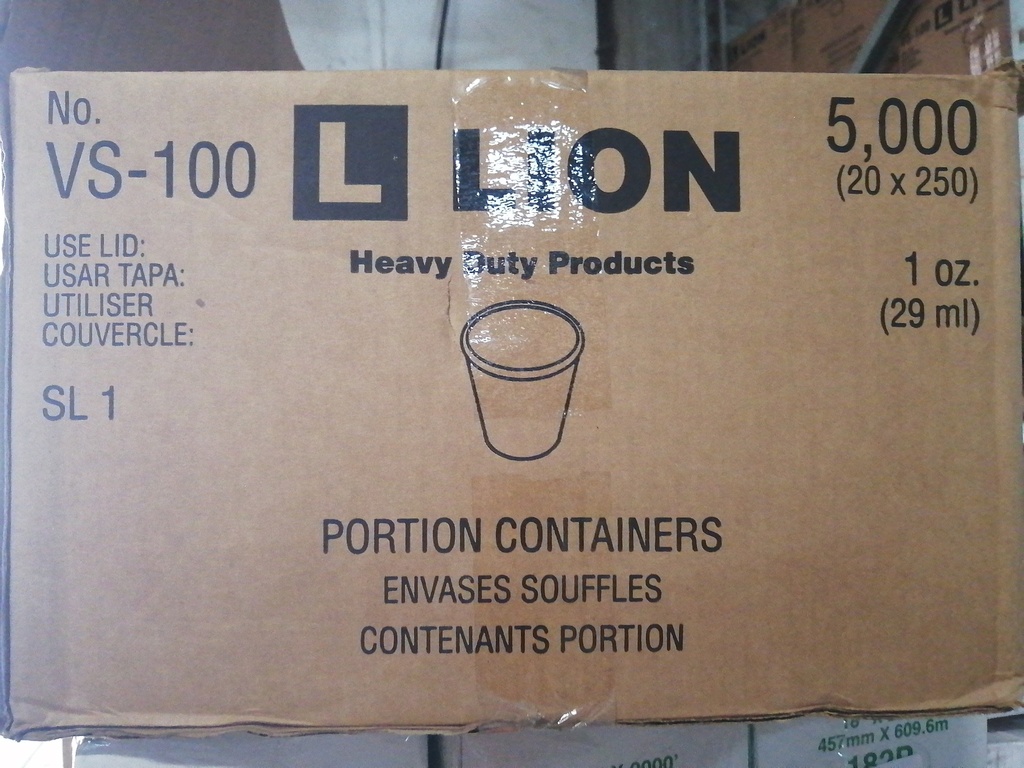 No.
VS-100
L LION
5,000
(20 x 250)
USE LID:
USAR TAPA:
UTILISER
COUVERCLE:
Heavy Duty Products
1 oz.
(29 ml)
SL 1
PORTION CONTAINERS
ENVASES SOUFFLES
CONTENANTS PORTION
LION
L
457mm X 609.6m